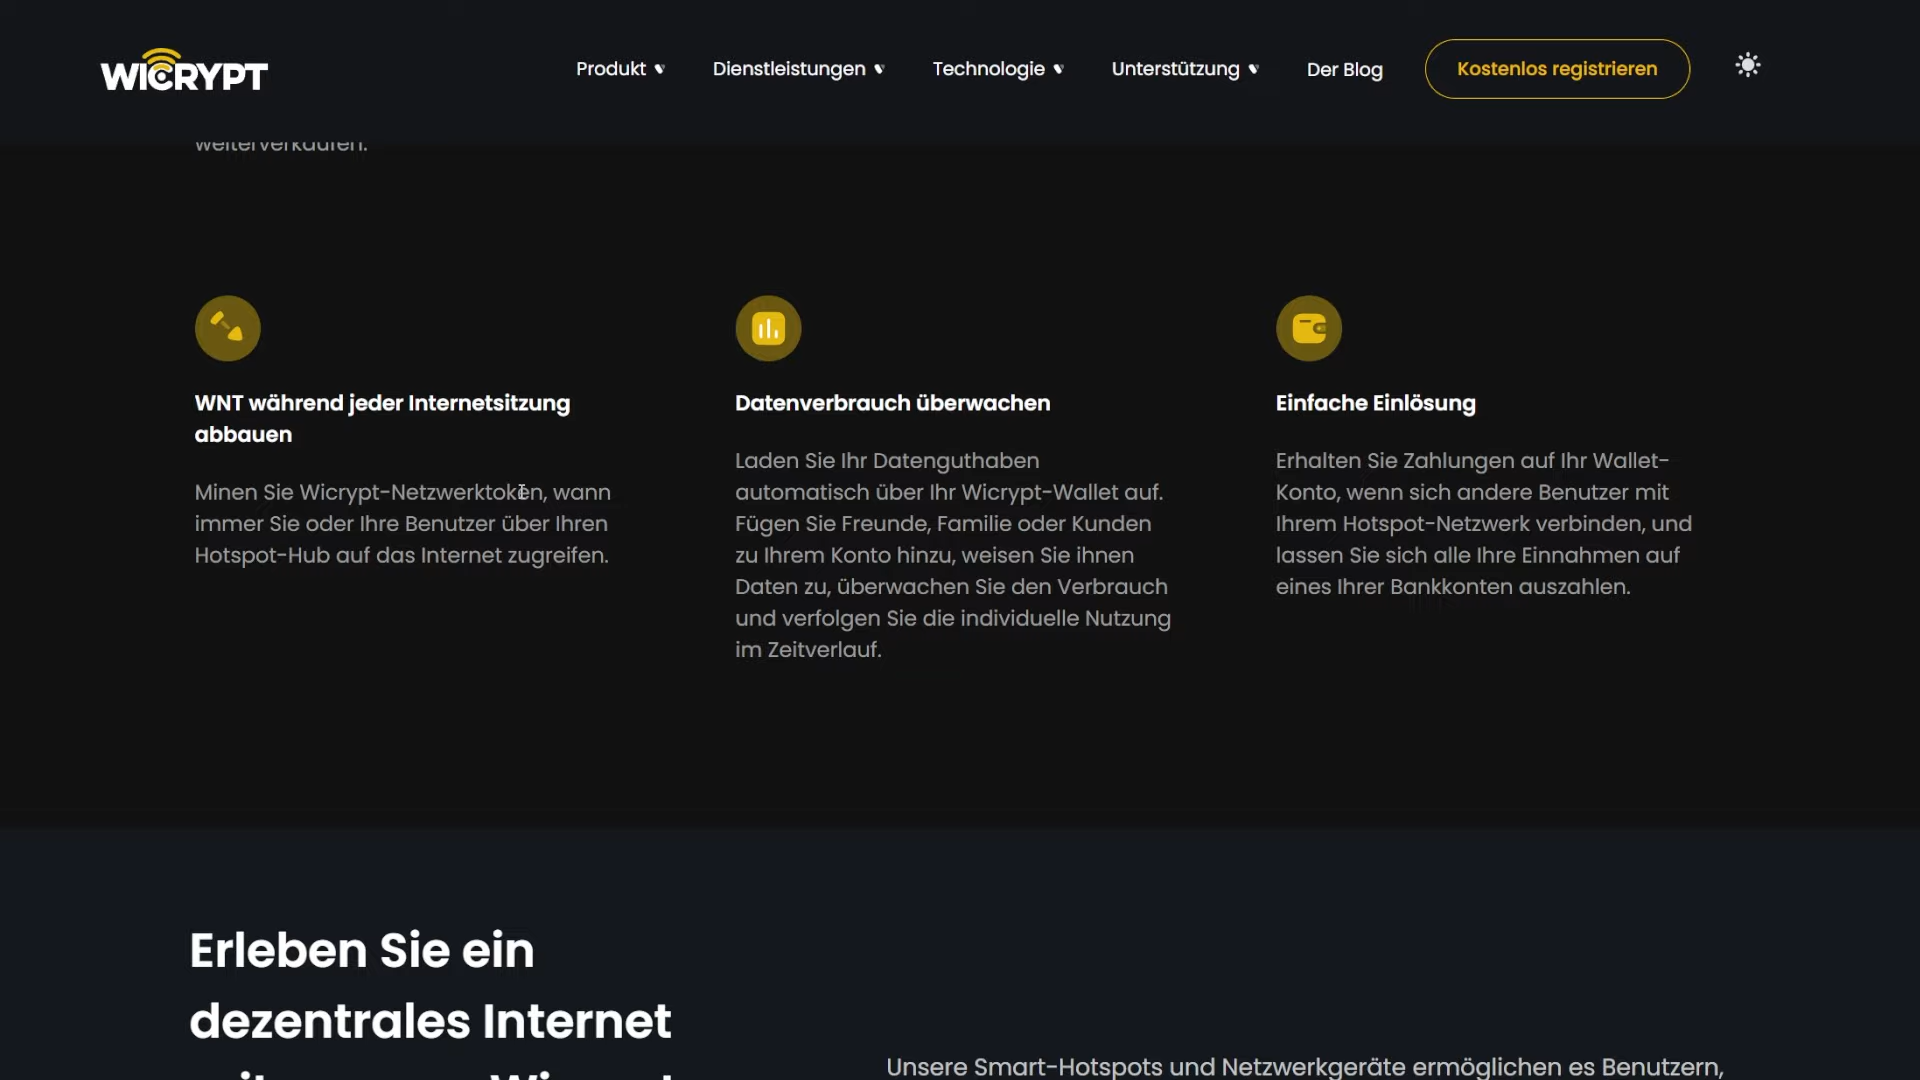 WICRYPT
Produkt
Dienstleistungen
Technologie
Unterstützung
Der Blog
Kostenlos registrieren
weiterverkaufen.
WNT während jeder Internetsitzung
abbauen
Minen Sie Wicrypt-Netzwerktoken, wann
immer Sie oder Ihre Benutzer über Ihren
Hotspot-Hub auf das Internet zugreifen.
Datenverbrauch überwachen
Laden Sie Ihr Datenguthaben
automatisch über Ihr Wicrypt-Wallet auf.
Fügen Sie Freunde, Familie oder Kunden
zu Ihrem Konto hinzu, weisen Sie ihnen
Daten zu, überwachen Sie den Verbrauch
und verfolgen Sie die individuelle Nutzung
im Zeitverlauf.
Einfache Einlösung
Erhalten Sie Zahlungen auf Ihr Wallet-
Konto, wenn sich andere Benutzer mit
Ihrem Hotspot-Netzwerk verbinden, und
lassen Sie sich alle Ihre Einnahmen auf
eines Ihrer Bankkonten auszahlen.
Erleben Sie ein
dezentrales Internet
Unsere Smart-Hotspots und Netzwerkgeräte ermöglichen es Benutzern,